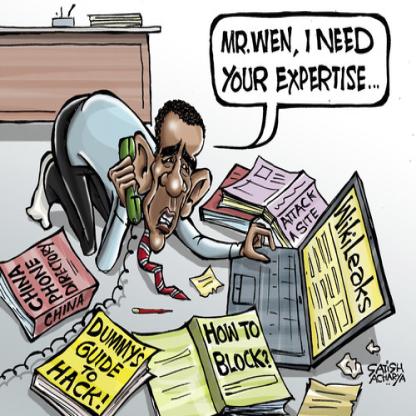 MR. WEN, I NEED
YOUR EXPERTISE...
ATTACK
A SITE
WikiLeaks
CHINA
PHONE
DIRECTORY
CHINA
DUMMY'S
GUIDE
TO
HACK!
HOW TO
BLOCK?
SATISH
ACHARYA